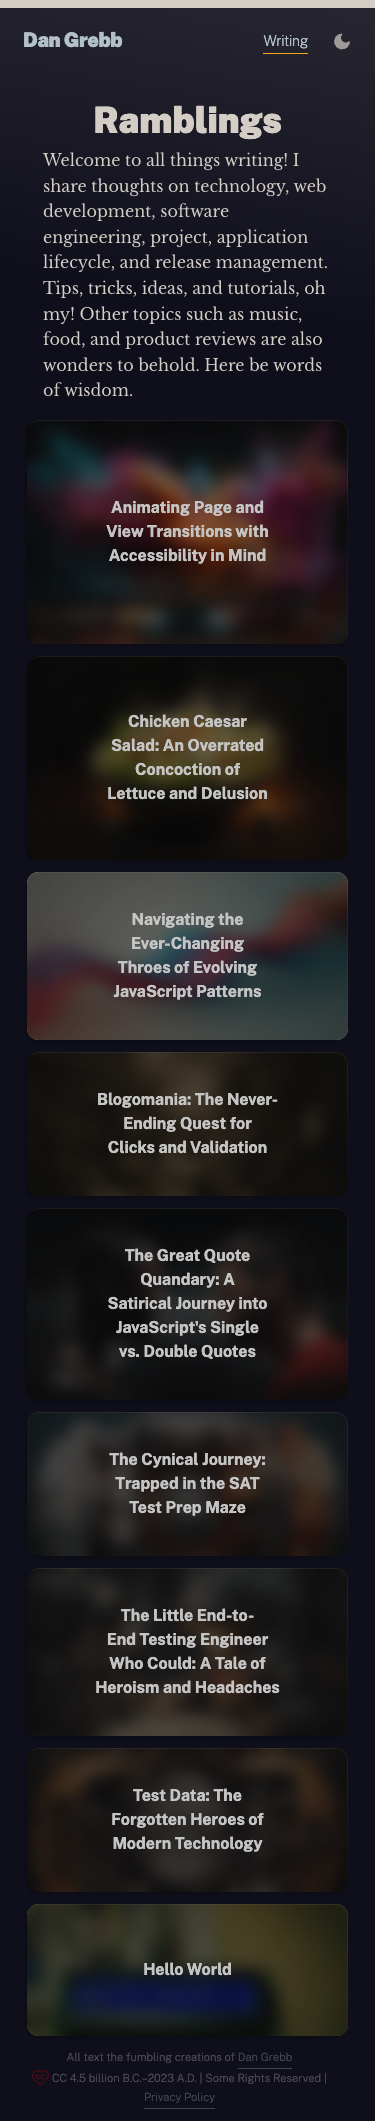 Dan Grebb
Writing
Ramblings
Welcome to all things writing! I
share thoughts on technology, web
development, software
engineering, project, application
lifecycle, and release management.
Tips, tricks, ideas, and tutorials, oh
my! Other topics such as music,
food, and product reviews are also
wonders to behold. Here be words
of wisdom.
Animating Page and
View Transitions with
Accessibility in Mind
Chicken Caesar
Salad: An Overrated
Concoction of
Lettuce and Delusion
Navigating the
Ever-Changing
Throes of Evolving
JavaScript Patterns
Blogomania: The Never-
Ending Quest for
Clicks and Validation
The Great Quote
Quandary: A
Satirical Journey into
JavaScript's Single
vs. Double Quotes
The Cynical Journey:
Trapped in the SAT
Test Prep Maze
The Little End-to-
End Testing Engineer
Who Could: A Tale of
Heroism and Headaches
Test Data: The
Forgotten Heroes of
Modern Technology
Hello World
All text the fumbling creations of Dan Grebb
CC 4.5 billion B.C.–2023 A.D. | Some Rights Reserved |
Privacy Policy